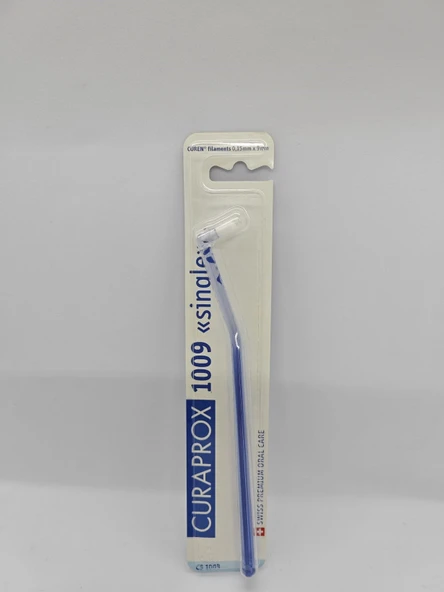 CUREN® filaments 0,15mm x 9mm
CURAPROX 1009 «single»
SWISS PREMIUM ORAL CARE
CS 1009